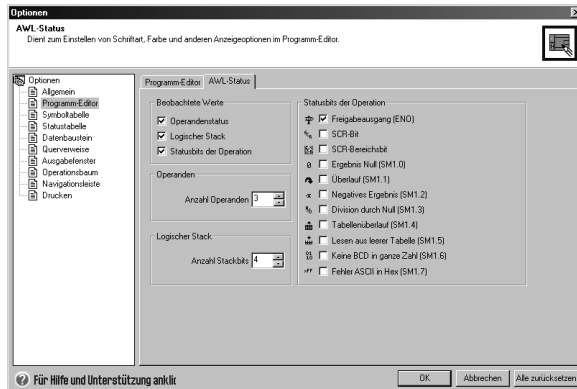 Optionen
AWL-Status
Dient zum Einstellen von Schriftart, Farbe und anderen Anzeigeoptionen im Programm-Editor.
Optionen
Allgemein
Programm-Editor
Symboltabelle
Statustabelle
Datenbaustein
Querverweise
Ausgabefenster
Operationsbaum
Navigationsleiste
Drucken
Programm-Editor AWL-Status
Beobachtete Werte
Operandenstatus
Logischer Stack
Statusbits der Operation
Operanden
Anzahl Operanden 3
Logischer Stack
Anzahl Stackbits 4
Statusbits der Operation
Freigabeausgang (ENO)
SCR-Bit
SCR-Bereichsbit
Ergebnis Null (SM1.0)
Überlauf (SM1.1)
Negatives Ergebnis (SM1.2)
Division durch Null (SM1.3)
Tabellenüberlauf (SM1.4)
Lesen aus leerer Tabelle (SM1.5)
Keine BCD in ganze Zahl (SM1.6)
Fehler ASCII in Hex (SM1.7)
Für Hilfe und Unterstützung anklic
OK Abbrechen Alle zurücksetzen